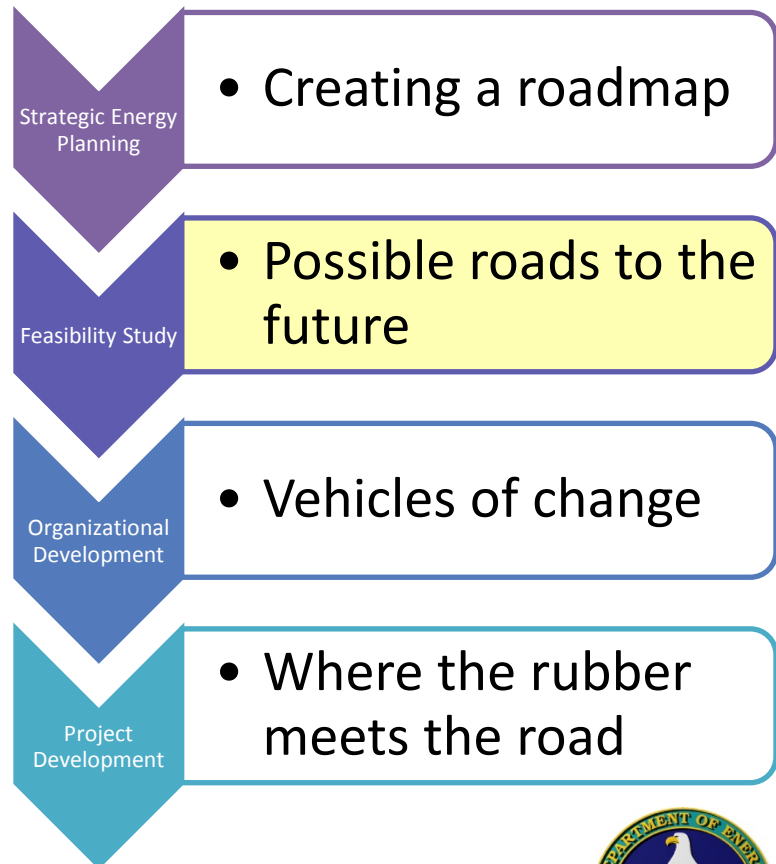 Strategic Energy
Planning
• Creating a roadmap
Feasibility Study
• Possible roads to the
future
Organizational
Development
• Vehicles of change
Project
Development
• Where the rubber
meets the road